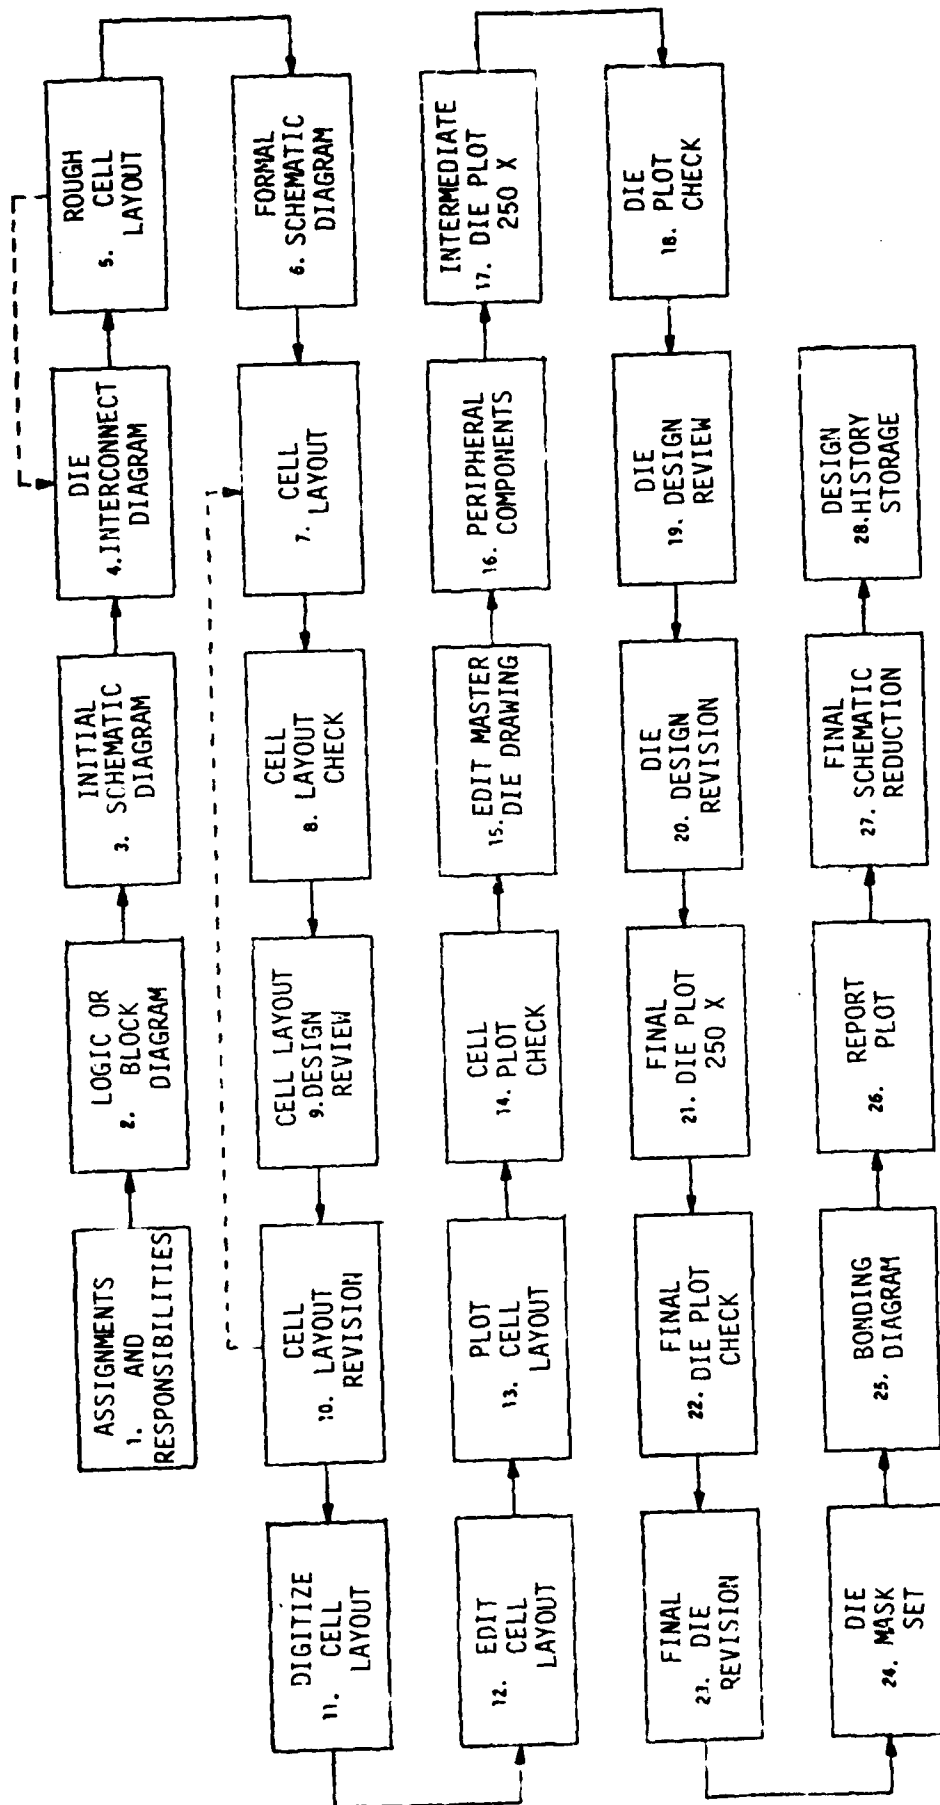 ASSIGNMENTS
1. AND
RESPONSIBILITIES
LOGIC OR
2. BLOCK
DIAGRAM
INITIAL
3. SCHEMATIC
DIAGRAM
DIE
4. INTERCONNECT
DIAGRAM
ROUGH
5. CELL
LAYOUT
FORMAL
6. SCHEMATIC
DIAGRAM
CELL
7. LAYOUT
CELL
8. LAYOUT
CHECK
CELL LAYOUT
9. DESIGN
REVIEW
CELL
10. LAYOUT
REVISION
DIGITIZE
11. CELL
LAYOUT
EDIT
12. CELL
LAYOUT
PLOT
13. CELL
LAYOUT
CELL
14. PLOT
CHECK
EDIT MASTER
15. DIE DRAWING
16. PERIPHERAL
COMPONENTS
INTERMEDIATE
17. DIE PLOT
250 X
DIE
18. PLOT
CHECK
DIE
19. DESIGN
REVIEW
DIE
20. DESIGN
REVISION
FINAL
21. DIE PLOT
250 X
FINAL
22. DIE PLOT
CHECK
FINAL
23. DIE
REVISION
DIE
24. MASK
SET
25. BONDING
DIAGRAM
26. REPORT
PLOT
FINAL
27. SCHEMATIC
REDUCTION
DESIGN
28. HISTORY
STORAGE